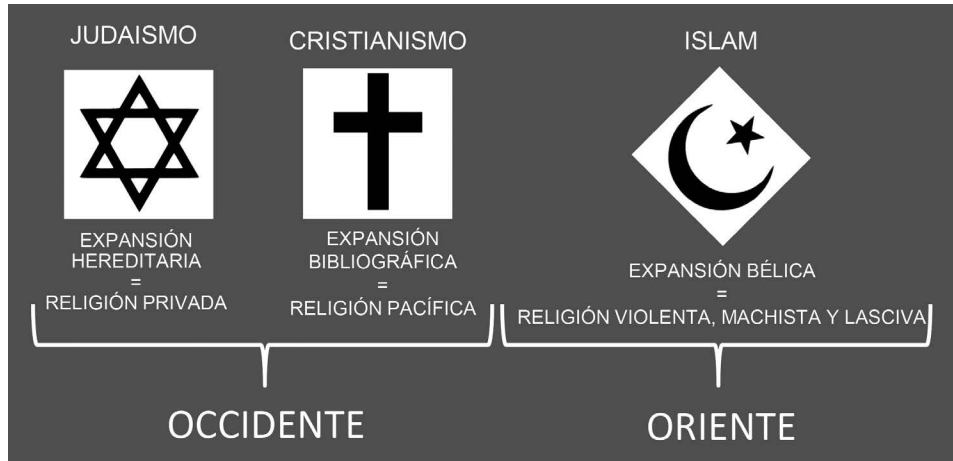 JUDAISMO
EXPANSIÓN
HEREDITARIA
=
RELIGIÓN PRIVADA
CRISTIANISMO
EXPANSIÓN
BIBLIOGRÁFICA
=
RELIGIÓN PACÍFICA
OCCIDENTE
ISLAM
EXPANSIÓN BÉLICA
=
RELIGIÓN VIOLENTA, MACHISTA Y LASCIVA
ORIENTE